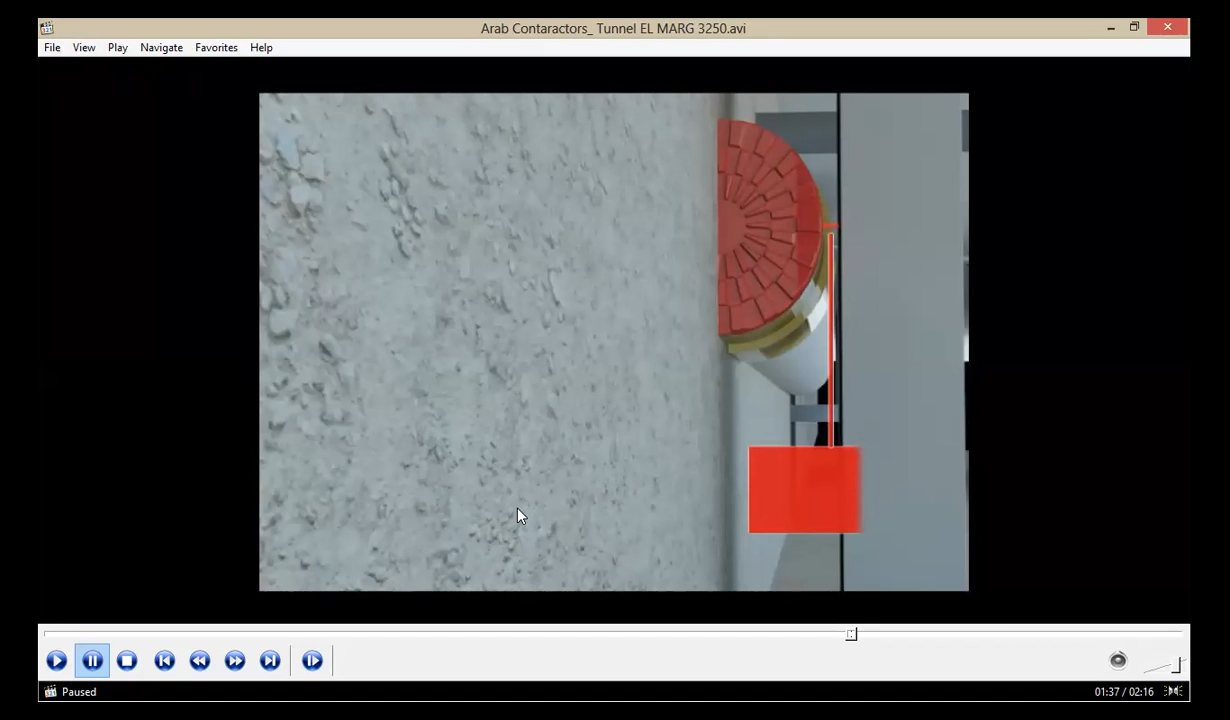 Arab Contaractors_ Tunnel EL MARG 3250.avi
File View Play Navigate Favorites Help
Paused
01:37 / 02:16